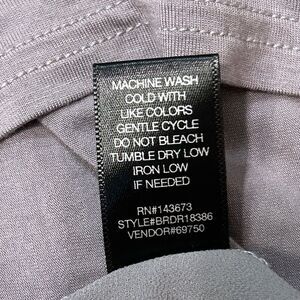 MACHINE WASH
COLD WITH
LIKE COLORS
GENTLE CYCLE
DO NOT BLEACH
TUMBLE DRY LOW
IRON LOW
IF NEEDED
RN#143673
STYLE#BRDR18386
VENDOR#69750